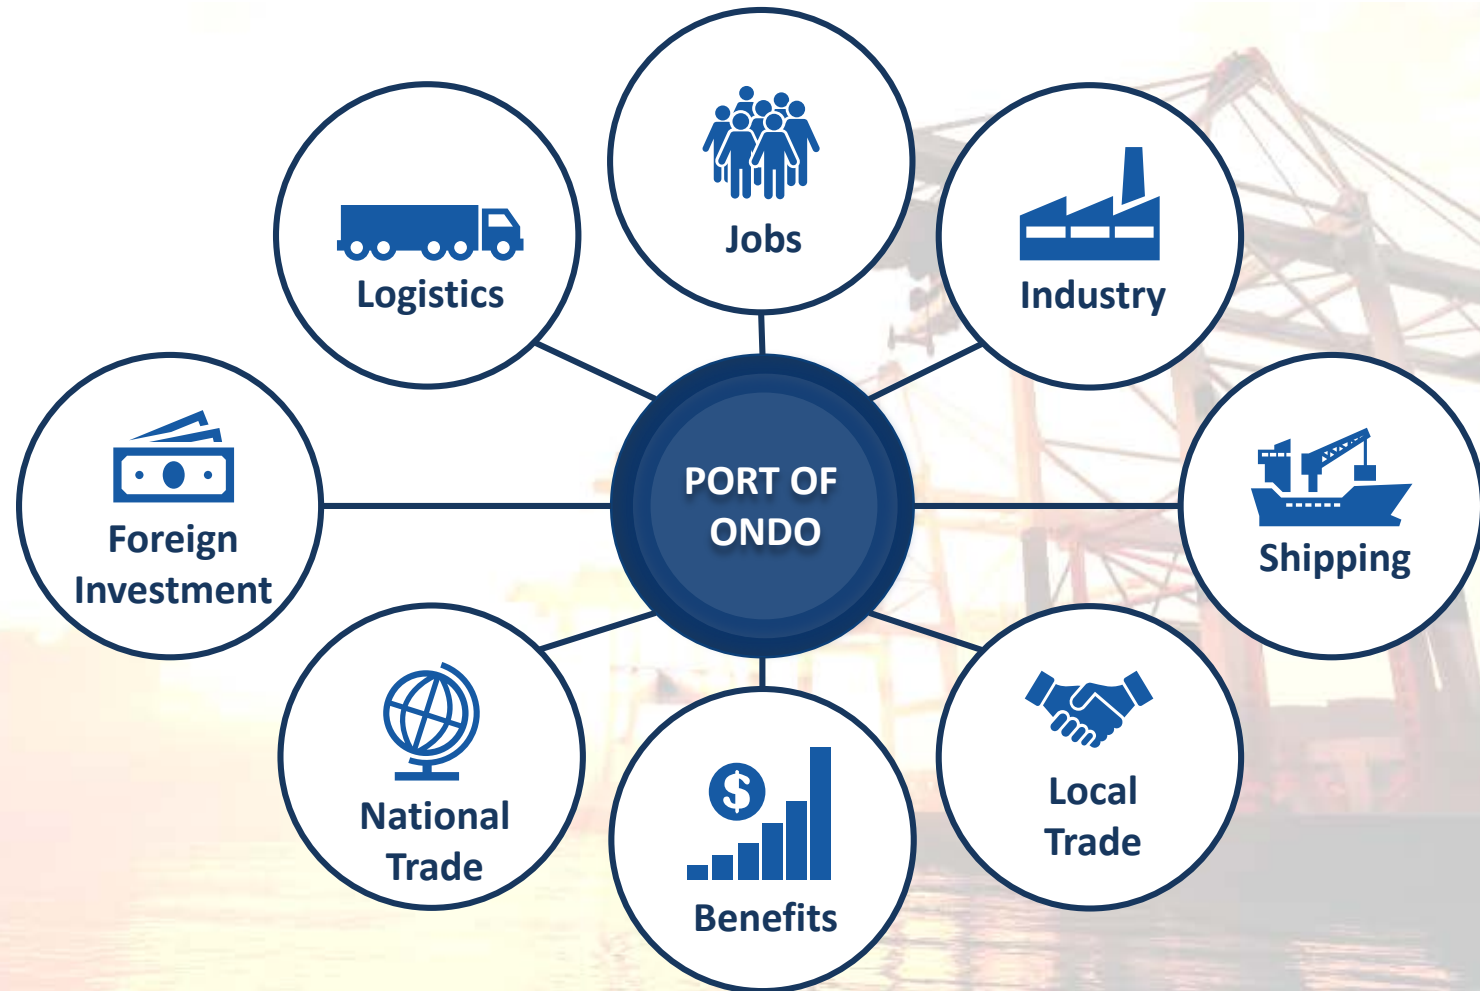 Jobs
Logistics
Industry
Foreign
Investment
PORT OF
ONDO
Shipping
National
Trade
Local
Trade
$
Benefits